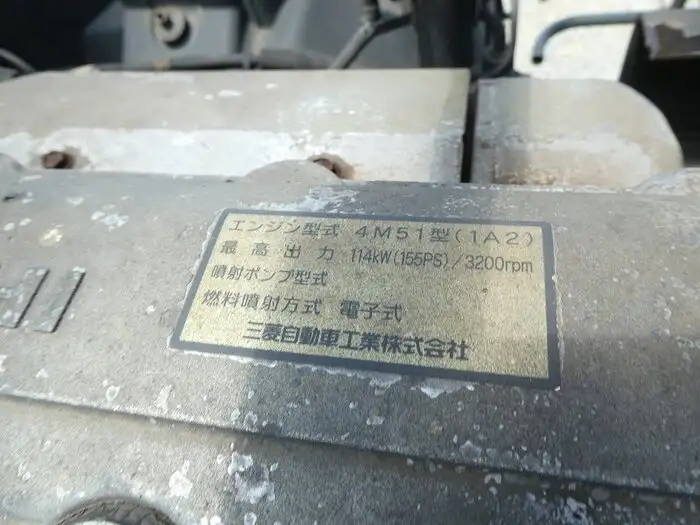 エンジン型式 4M51型(1A2)
最高出力 114kW(155PS)/3200rpm
噴射ポンプ型式
燃料噴射方式 電子式
三菱自動車工業株式会社
HI